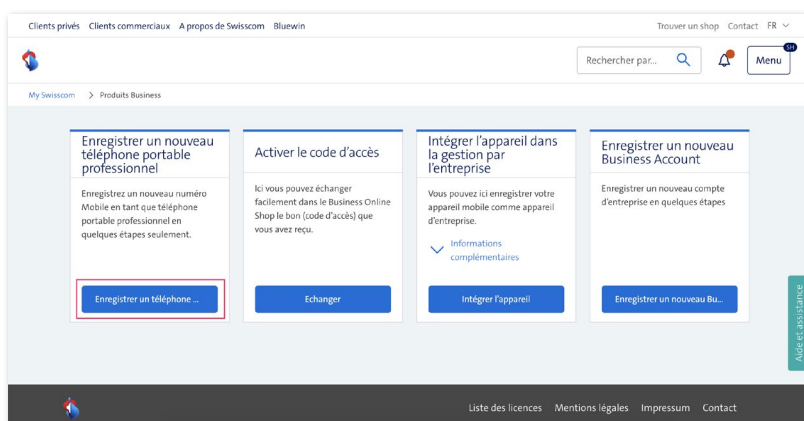 Clients privés Clients commerciaux A propos de Swisscom Bluewin Trouver un shop Contact FR
Rechercher par... Menu SH
My Swisscom > Produits Business
Enregistrer un nouveau
téléphone portable
professionnel
Enregistrez un nouveau numéro
Mobile en tant que téléphone
portable professionnel en
quelques étapes seulement.
Enregistrer un téléphone ...
Activer le code d'accès
Ici vous pouvez échanger
facilement dans le Business Online
Shop le bon (code d'accès) que
vous avez reçu.
Echanger
Intégrer l'appareil dans
la gestion par
l'entreprise
Vous pouvez ici enregistrer votre
appareil mobile comme appareil
d'entreprise.
Informations
complémentaires
Intégrer l'appareil
Enregistrer un nouveau
Business Account
Enregistrer un nouveau compte
d'entreprise en quelques étapes
Enregistrer un nouveau Bu...
Aide et assistance
Liste des licences Mentions légales Impressum Contact